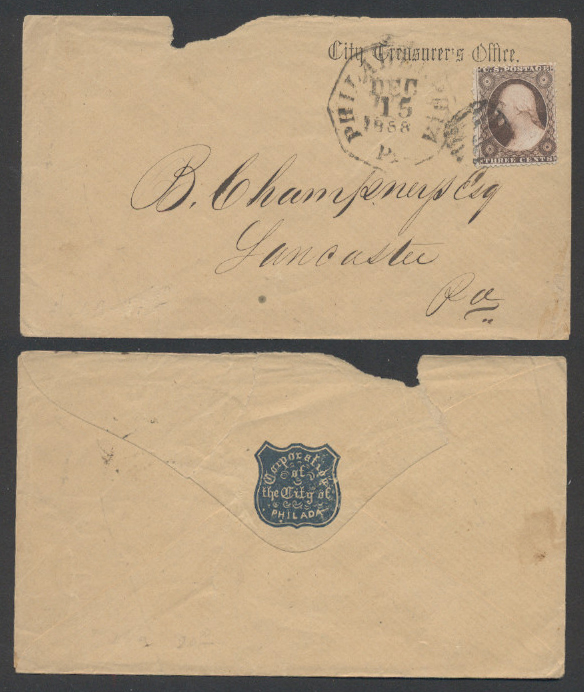 City Treasurer's Office.
PHILADA
DEC
15
1858
Pa.
U.S. POSTAGE
THREE CENTS
B. Champneys Esq
Lancaster
Pa
Corporation
of
the City of
PHILADA